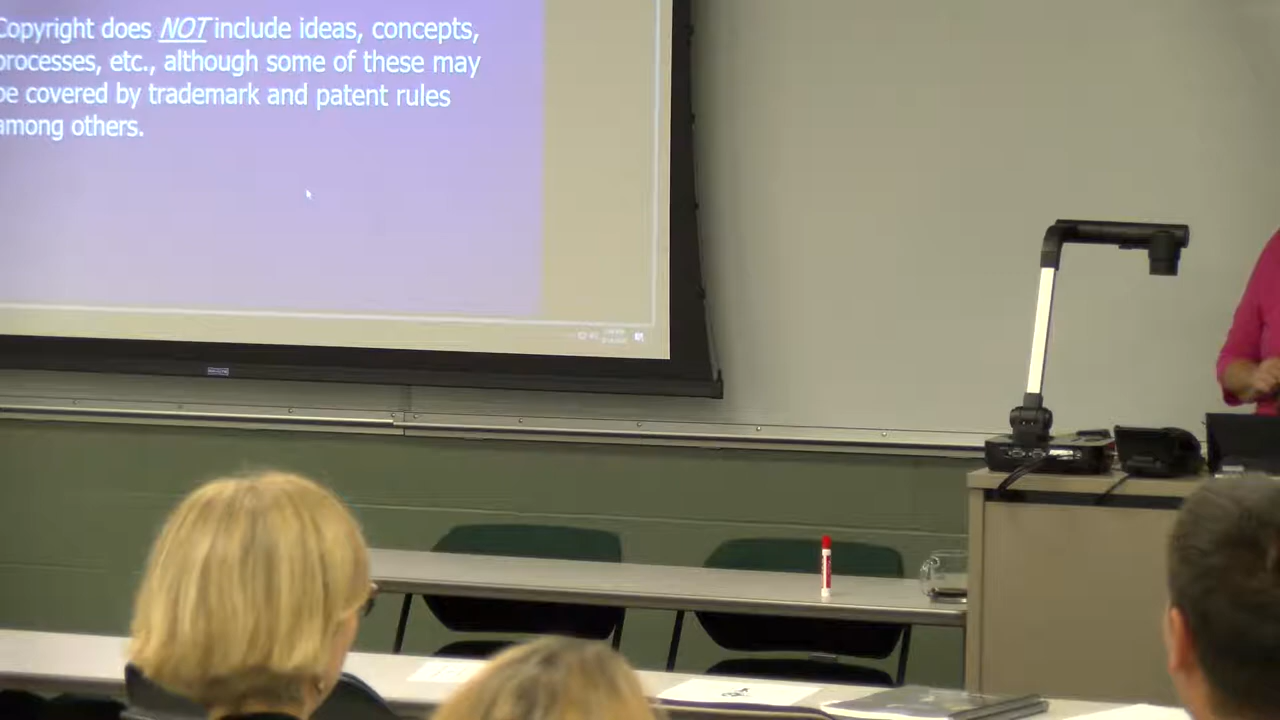 Copyright does NOT include ideas, concepts,
processes, etc., although some of these may
be covered by trademark and patent rules
among others.